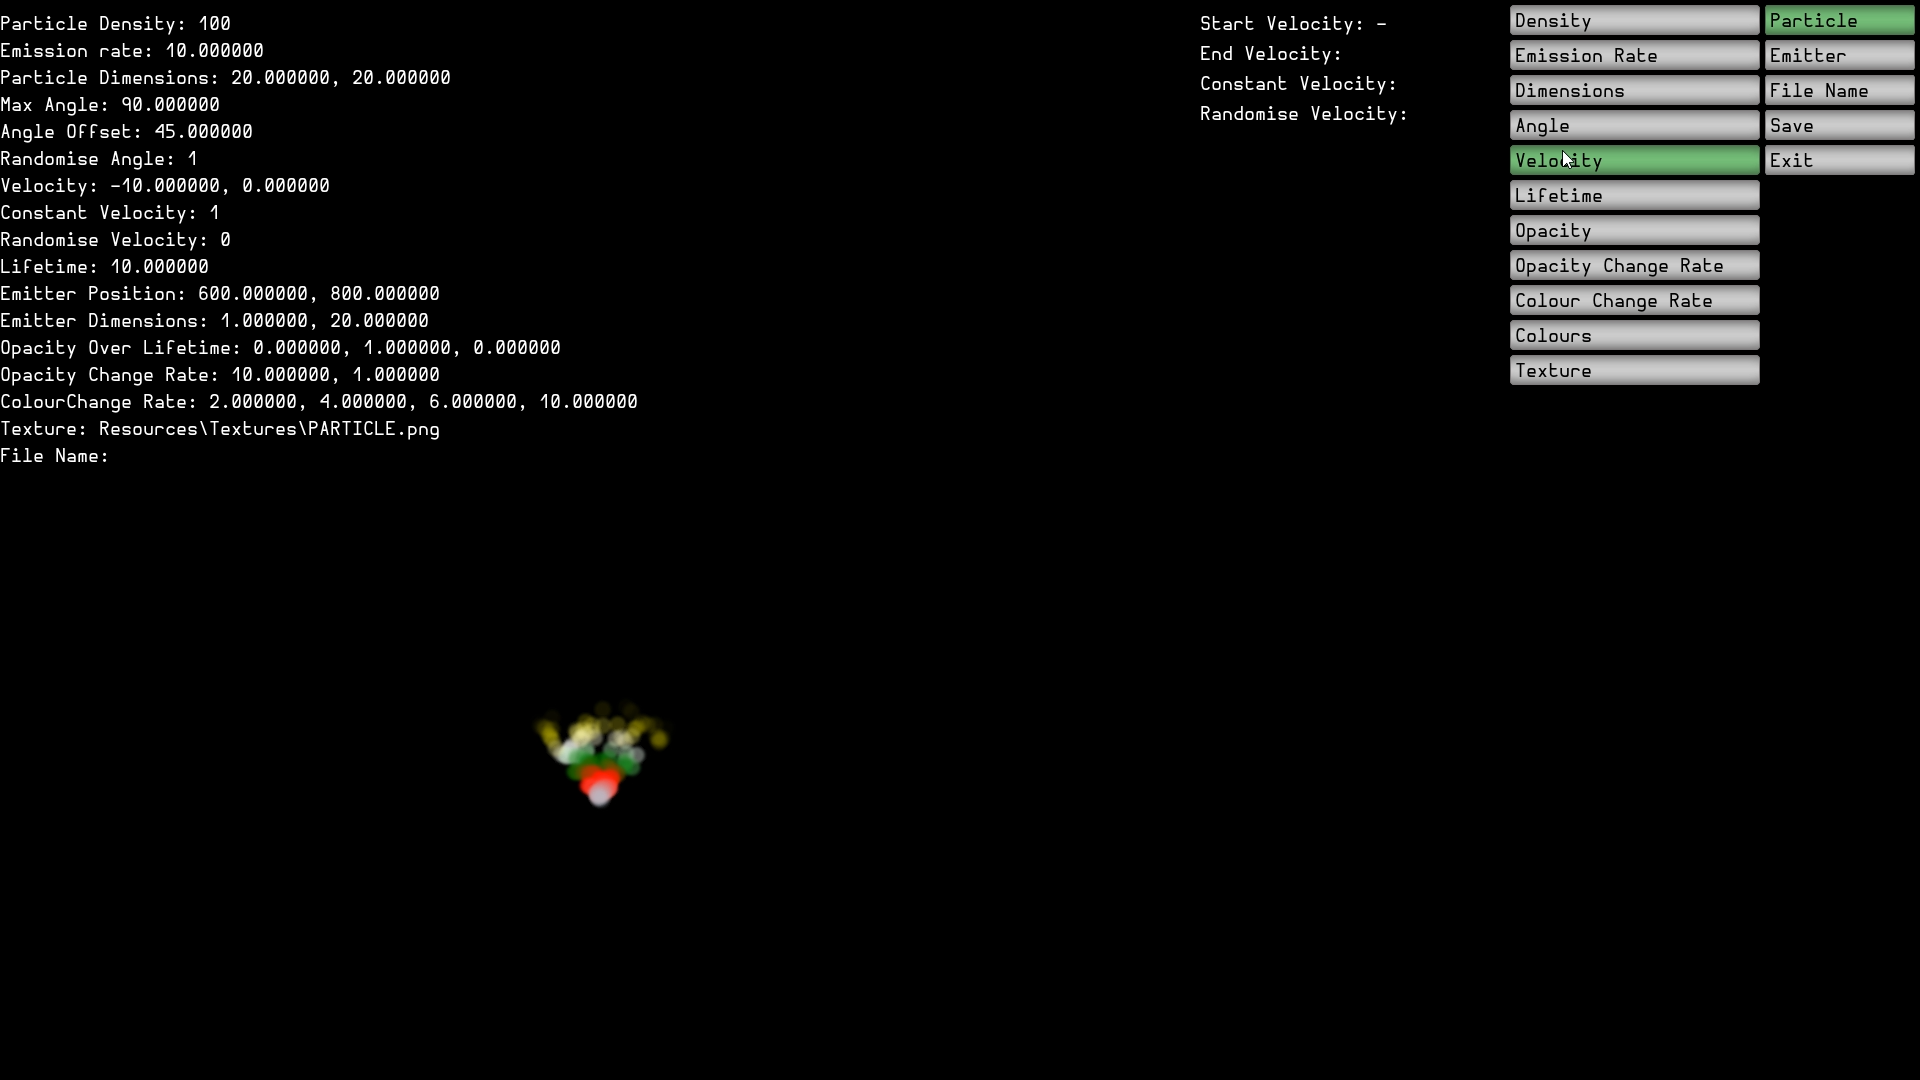 Particle Density: 100
Emission rate: 10.000000
Particle Dimensions: 20.000000, 20.000000
Max Angle: 90.000000
Angle Offset: 45.000000
Randomise Angle: 1
Velocity: -10.000000, 0.000000
Constant Velocity: 1
Randomise Velocity: 0
Lifetime: 10.000000
Emitter Position: 600.000000, 800.000000
Emitter Dimensions: 1.000000, 20.000000
Opacity Over Lifetime: 0.000000, 1.000000, 0.000000
Opacity Change Rate: 10.000000, 1.000000
ColourChange Rate: 2.000000, 4.000000, 6.000000, 10.000000
Texture: Resources\Textures\PARTICLE.png
File Name:
Start Velocity: -
End Velocity:
Constant Velocity:
Randomise Velocity:
Density
Emission Rate
Dimensions
Angle
Velocity
Lifetime
Opacity
Opacity Change Rate
Colour Change Rate
Colours
Texture
Particle
Emitter
File Name
Save
Exit